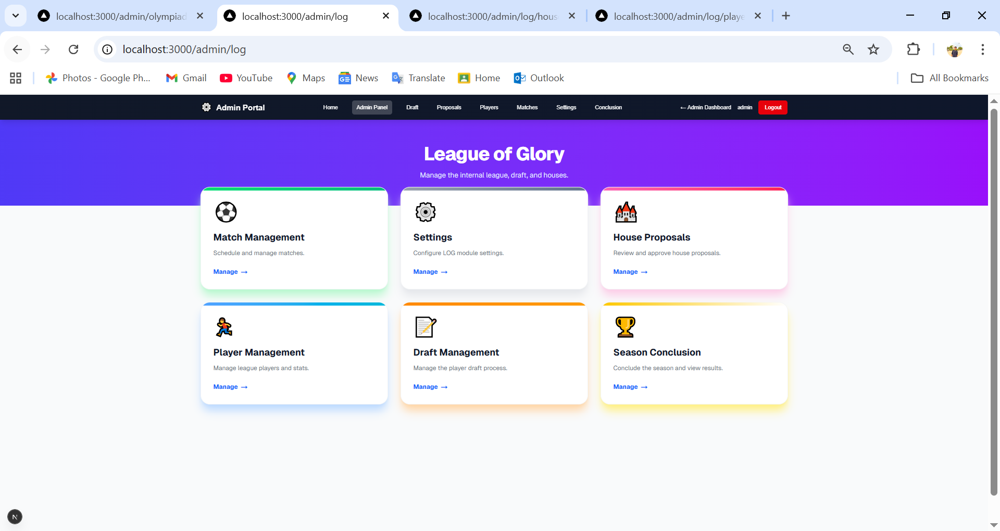 localhost:3000/admin/olympiad
localhost:3000/admin/log
localhost:3000/admin/log/hous
localhost:3000/admin/log/playe
localhost:3000/admin/log
Photos - Google Ph...
Gmail
YouTube
Maps
News
Translate
Home
Outlook
All Bookmarks
Admin Portal
Home
Admin Panel
Draft
Proposals
Players
Matches
Settings
Conclusion
← Admin Dashboard
admin
Logout
League of Glory
Manage the internal league, draft, and houses.
Match Management
Schedule and manage matches.
Manage →
Settings
Configure LOG module settings.
Manage →
House Proposals
Review and approve house proposals.
Manage →
Player Management
Manage league players and stats.
Manage →
Draft Management
Manage the player draft process.
Manage →
Season Conclusion
Conclude the season and view results.
Manage →
N